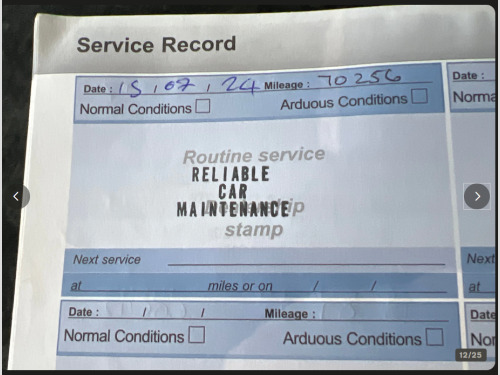 Service Record
Date : 15 , 07 , 24 Mileage : 70256
Date :
Normal Conditions
Arduous Conditions
Norma
Routine service
RELIABLE
CAR
MAINTENANCE
stamp
Next service
Next
at miles or on / /
at
Date : / / Mileage :
Date
Normal Conditions
Arduous Conditions
Nor
12/25